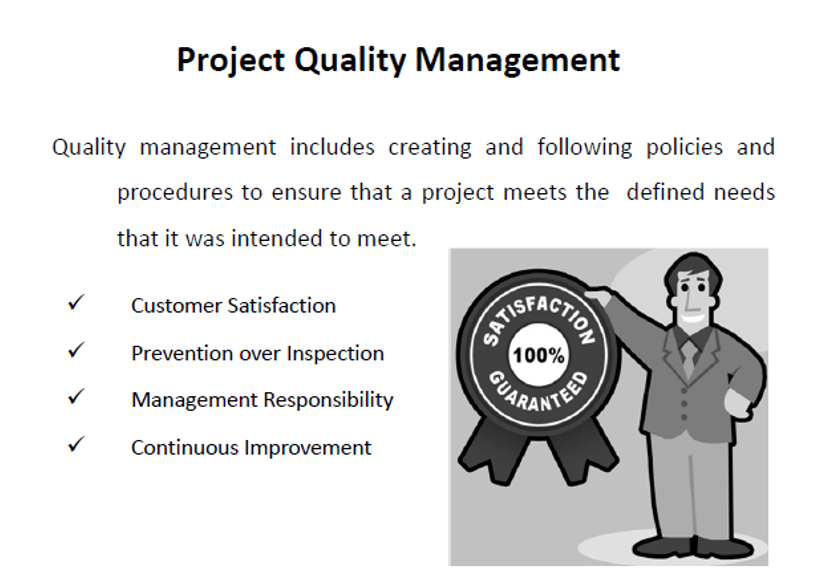 Project Quality Management
Quality management includes creating and following policies and
procedures to ensure that a project meets the defined needs
that it was intended to meet.
✓ Customer Satisfaction
✓ Prevention over Inspection
✓ Management Responsibility
✓ Continuous Improvement
SATISFACTION
100%
GUARANTEED